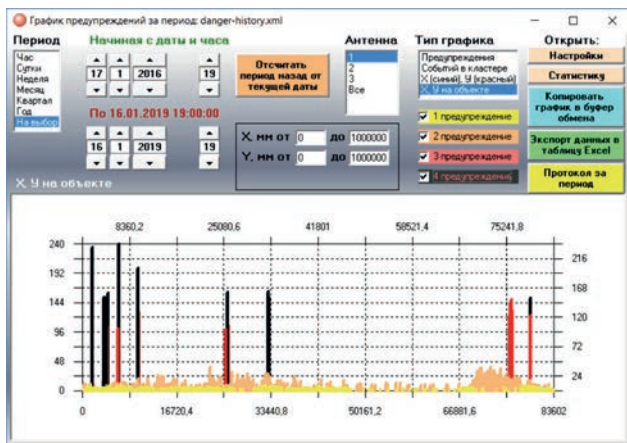 График предупреждений за период: danger-history.xml
Период
Начиная с даты и часа
Антенна
Тип графика
Открыть:
Час
Сутки
Неделя
Месяц
Квартал
Год
На выбор
17 1 2016 19
По 16.01.2019 19:00:00
16 1 2019 19
Отсчитать
период назад от
текущей даты
1
2
3
Все
Предупреждения
Событий в кластере
X (синий), У (красный)
X, У на объекте
1 предупреждение
2 предупреждение
3 предупреждение
4 предупреждений
Настройки
Статистику
Копировать
график в буфер
обмена
Экспорт данных в
таблицу Excel
Протокол за
период
X, мм от 0 до 1000000
Y, мм от 0 до 1000000
X, У на объекте
8360,2 25080,6 41801 58521,4 75241,8
240
192
144
96
48
0
216
168
120
72
24
0 16720,4 33440,8 50161,2 66881,6 83602